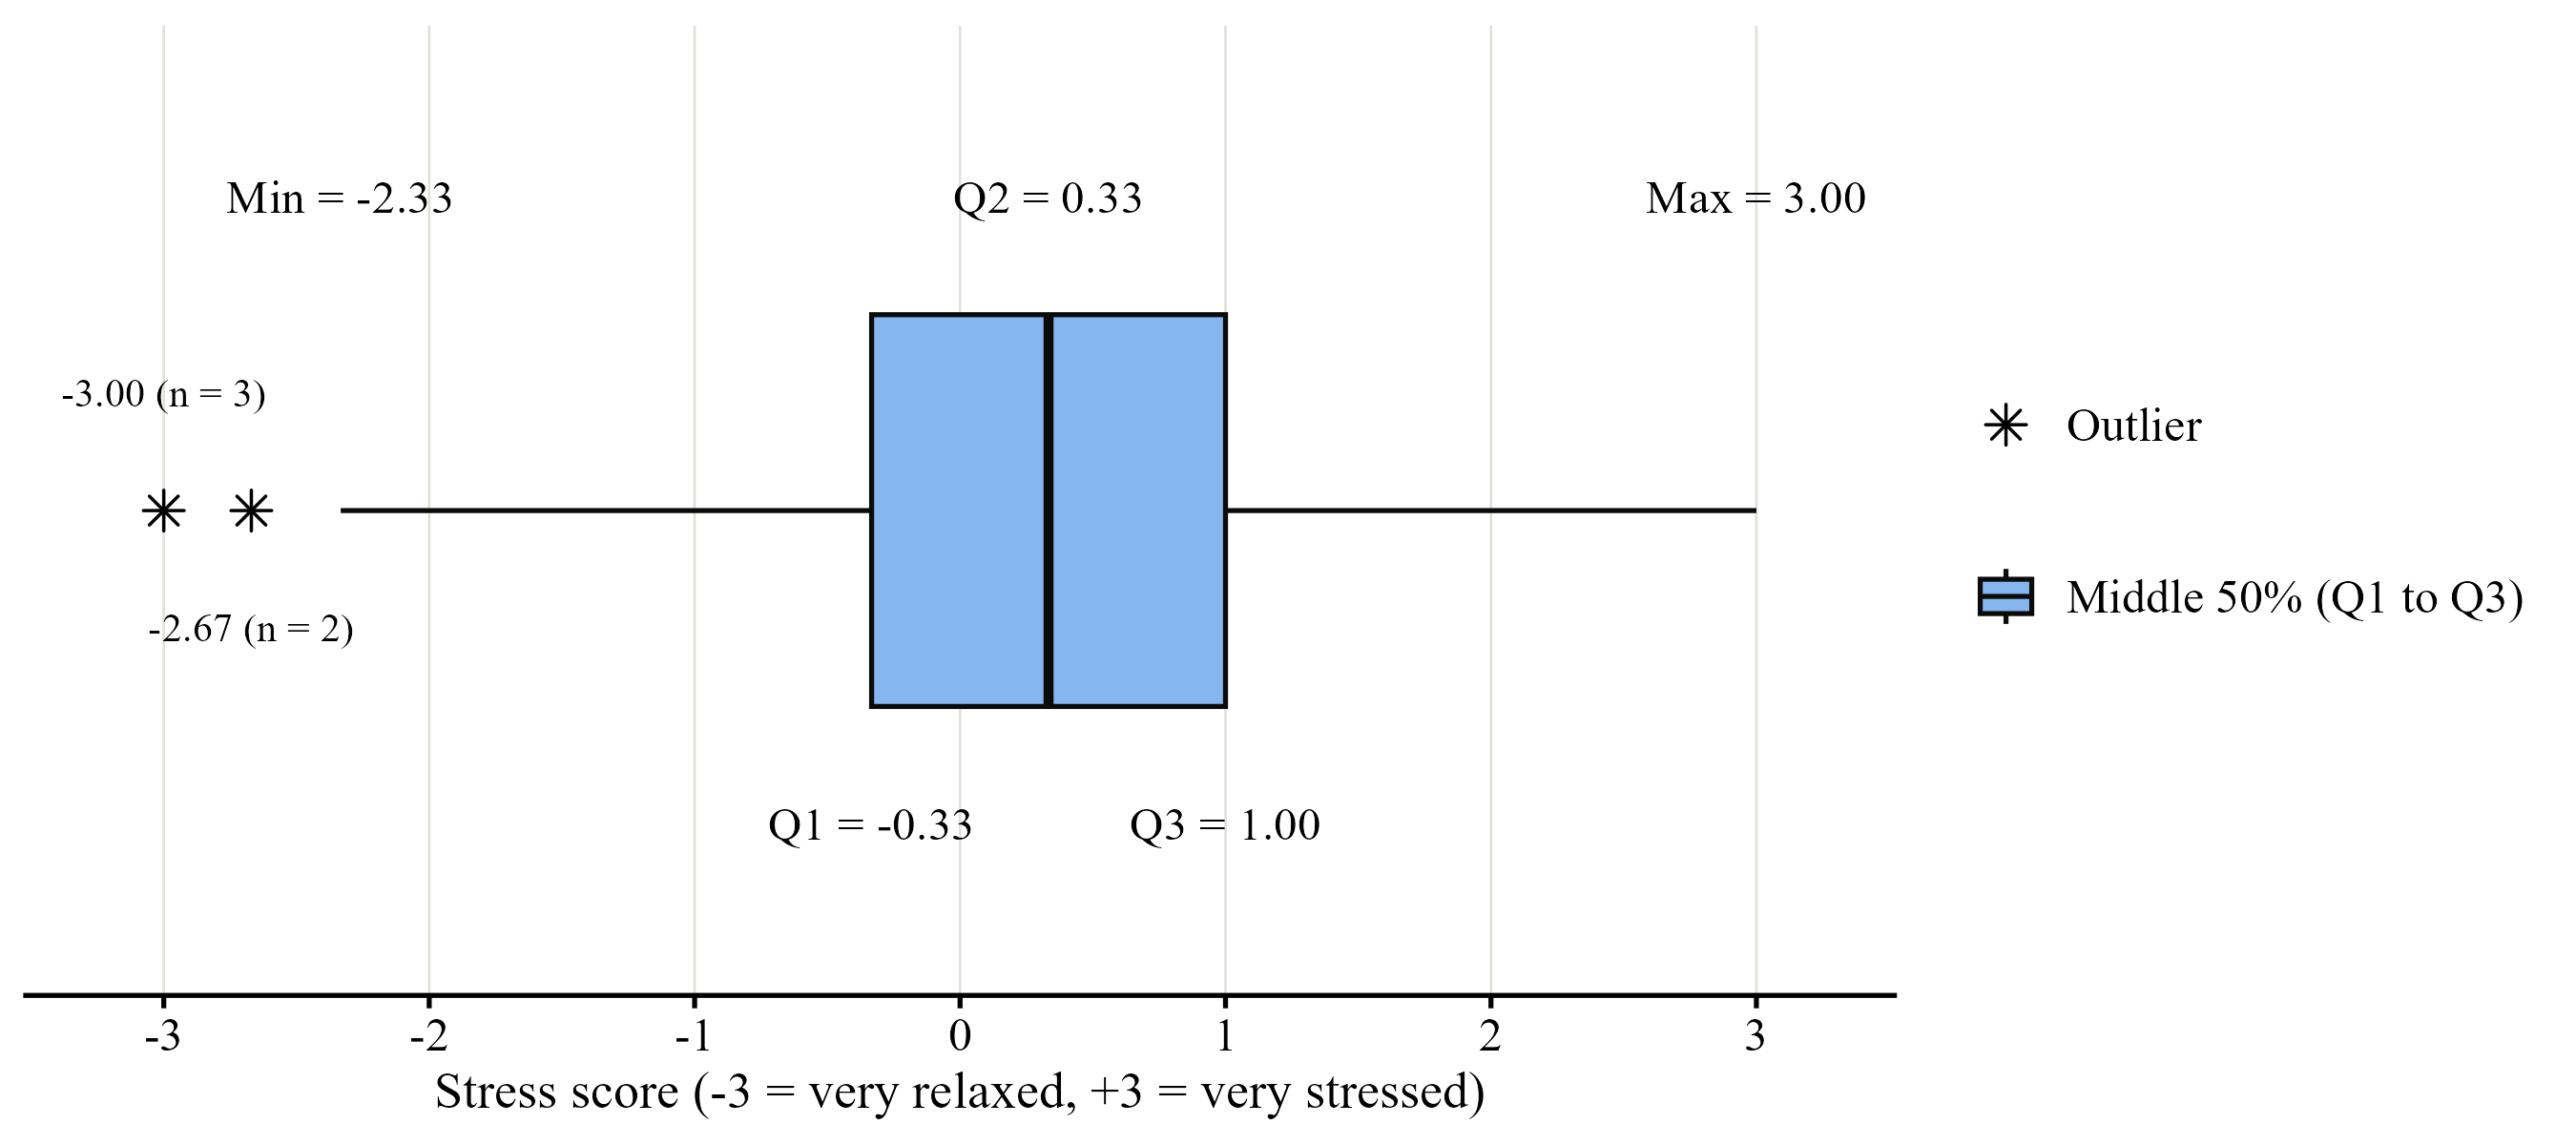 Min = -2.33
Q2 = 0.33
Max = 3.00
-3.00 (n = 3)
Outlier
Middle 50% (Q1 to Q3)
-2.67 (n = 2)
Q1 = -0.33
Q3 = 1.00
-3
-2
-1
0
1
2
3
Stress score (-3 = very relaxed, +3 = very stressed)